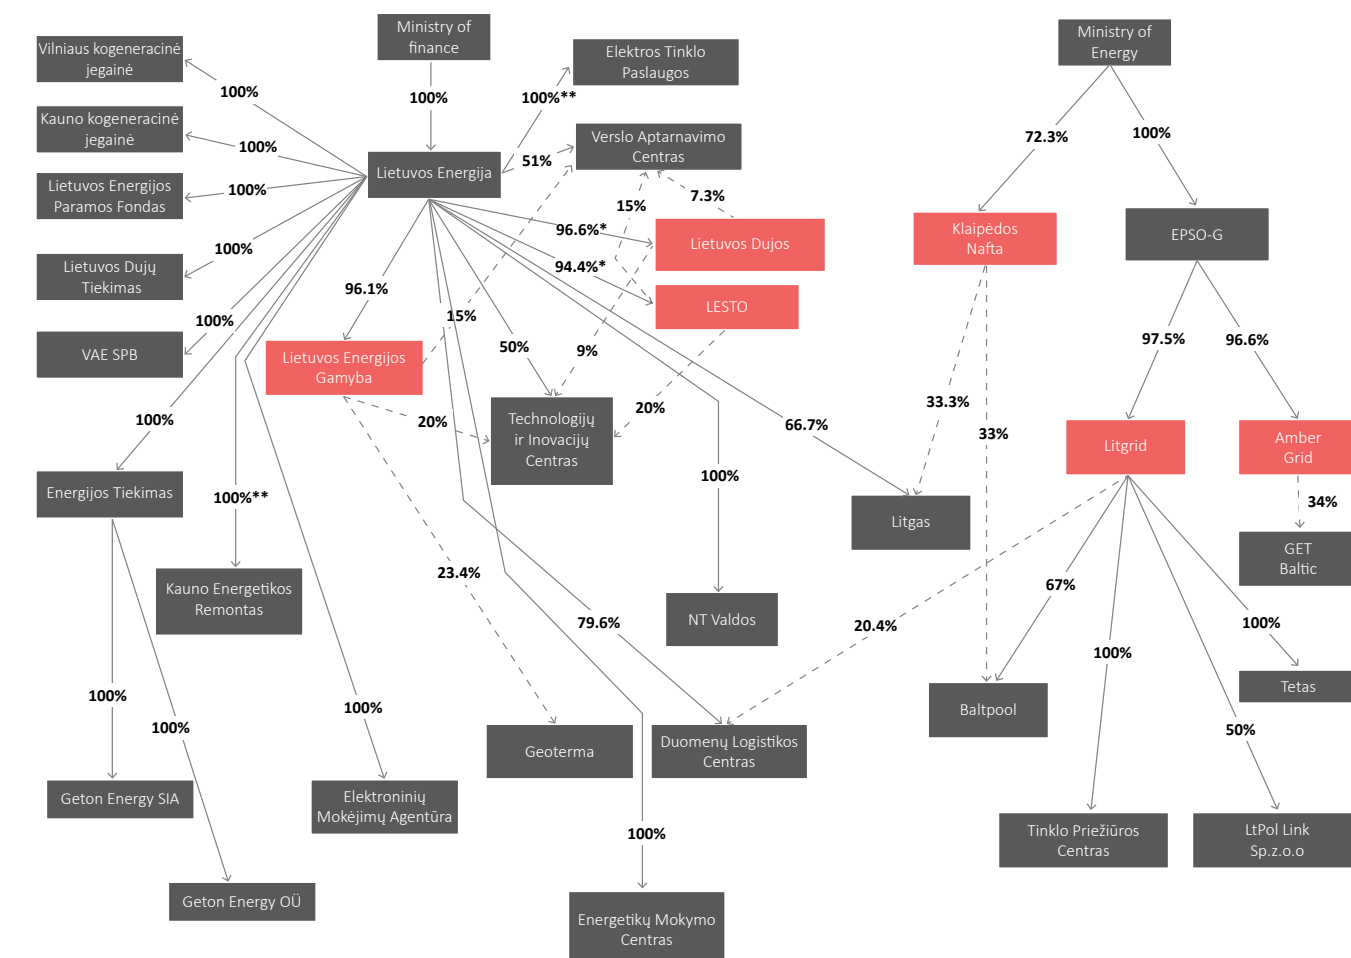 Ministry of
finance
Ministry of
Energy
Vilniaus kogeneracinė
jegainė
Elektros Tinklo
Paslaugos
100%
100%
100%**
Kauno kogeneracinė
jegainė
Verslo Aptarnavimo
Centras
72.3%
100%
100%
51%
Lietuvos Energija
Lietuvos Energijos
Paramos Fondas
100%
15%
7.3%
Klaipėdos
Nafta
EPSO-G
96.6%*
Lietuvos Dujos
100%
Lietuvos Dujų
Tiekimas
94.4%*
96.1%
LESTO
15%
100%
VAE SPB
Lietuvos Energijos
Gamyba
50%
9%
97.5%
96.6%
33.3%
20%
20%
100%
66.7%
Technologijų
ir Inovacijų
Centras
33%
Litgrid
Amber
Grid
100%
Energijos Tiekimas
100%**
34%
Litgas
GET
Baltic
23.4%
Kauno Energetikos
Remontas
67%
NT Valdos
79.6%
20.4%
100%
100%
100%
100%
100%
100%
Tetas
Baltpool
50%
Geoterma
Duomenų Logistikos
Centras
Geton Energy SIA
Elektroninių
Mokėjimų Agentūra
100%
Tinklo Priežiūros
Centras
LtPol Link
Sp.z.o.o
Geton Energy OÜ
Energetikų Mokymo
Centras